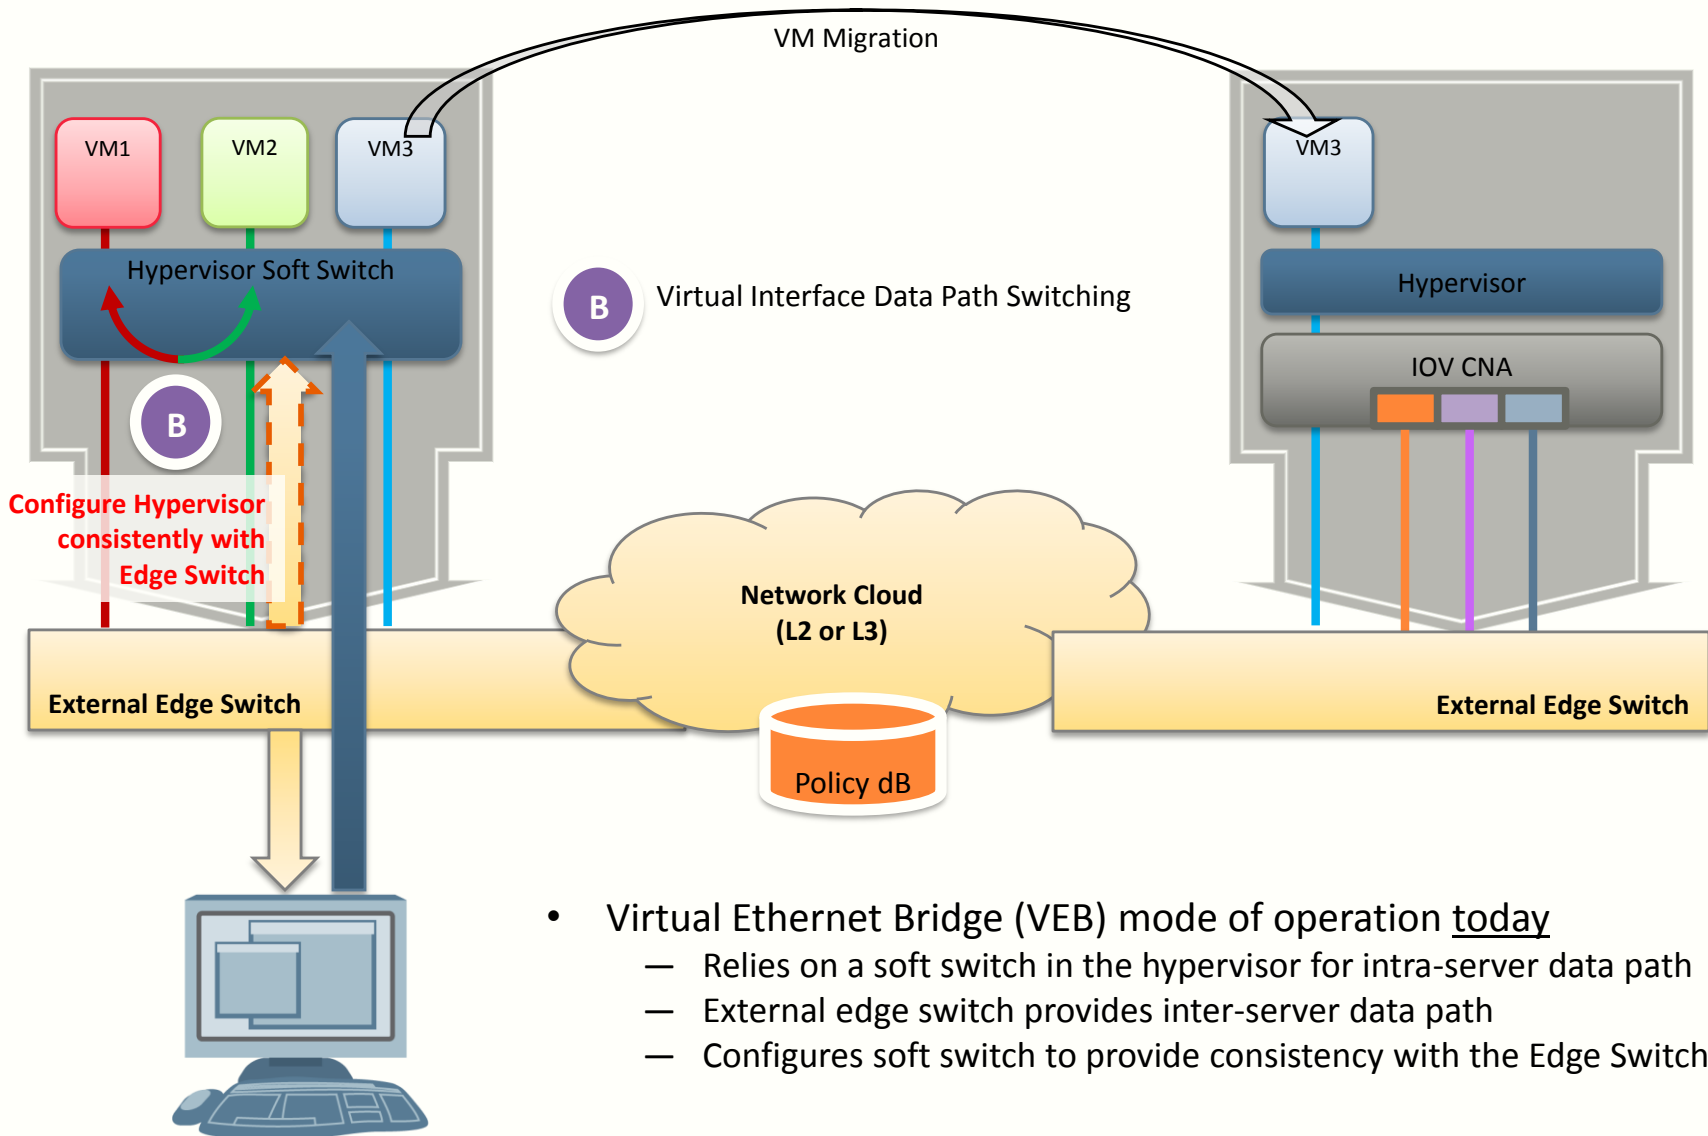 VM Migration
VM1
VM2
VM3
VM3
Hypervisor Soft Switch
B
Virtual Interface Data Path Switching
Hypervisor
IOV CNA
B
Configure Hypervisor
consistently with
Edge Switch
Network Cloud
(L2 or L3)
External Edge Switch
External Edge Switch
Policy dB
• Virtual Ethernet Bridge (VEB) mode of operation today
— Relies on a soft switch in the hypervisor for intra-server data path
— External edge switch provides inter-server data path
— Configures soft switch to provide consistency with the Edge Switch